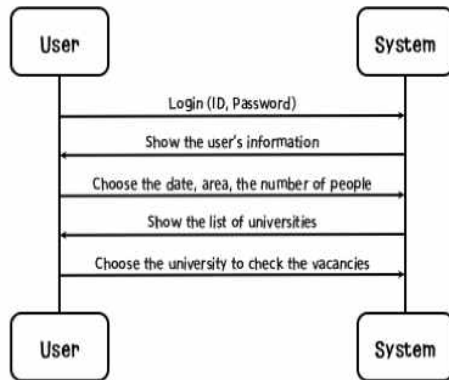 User System
Login (ID, Password)
Show the user's information
Choose the date, area, the number of people
Show the list of universities
Choose the university to check the vacancies
User System